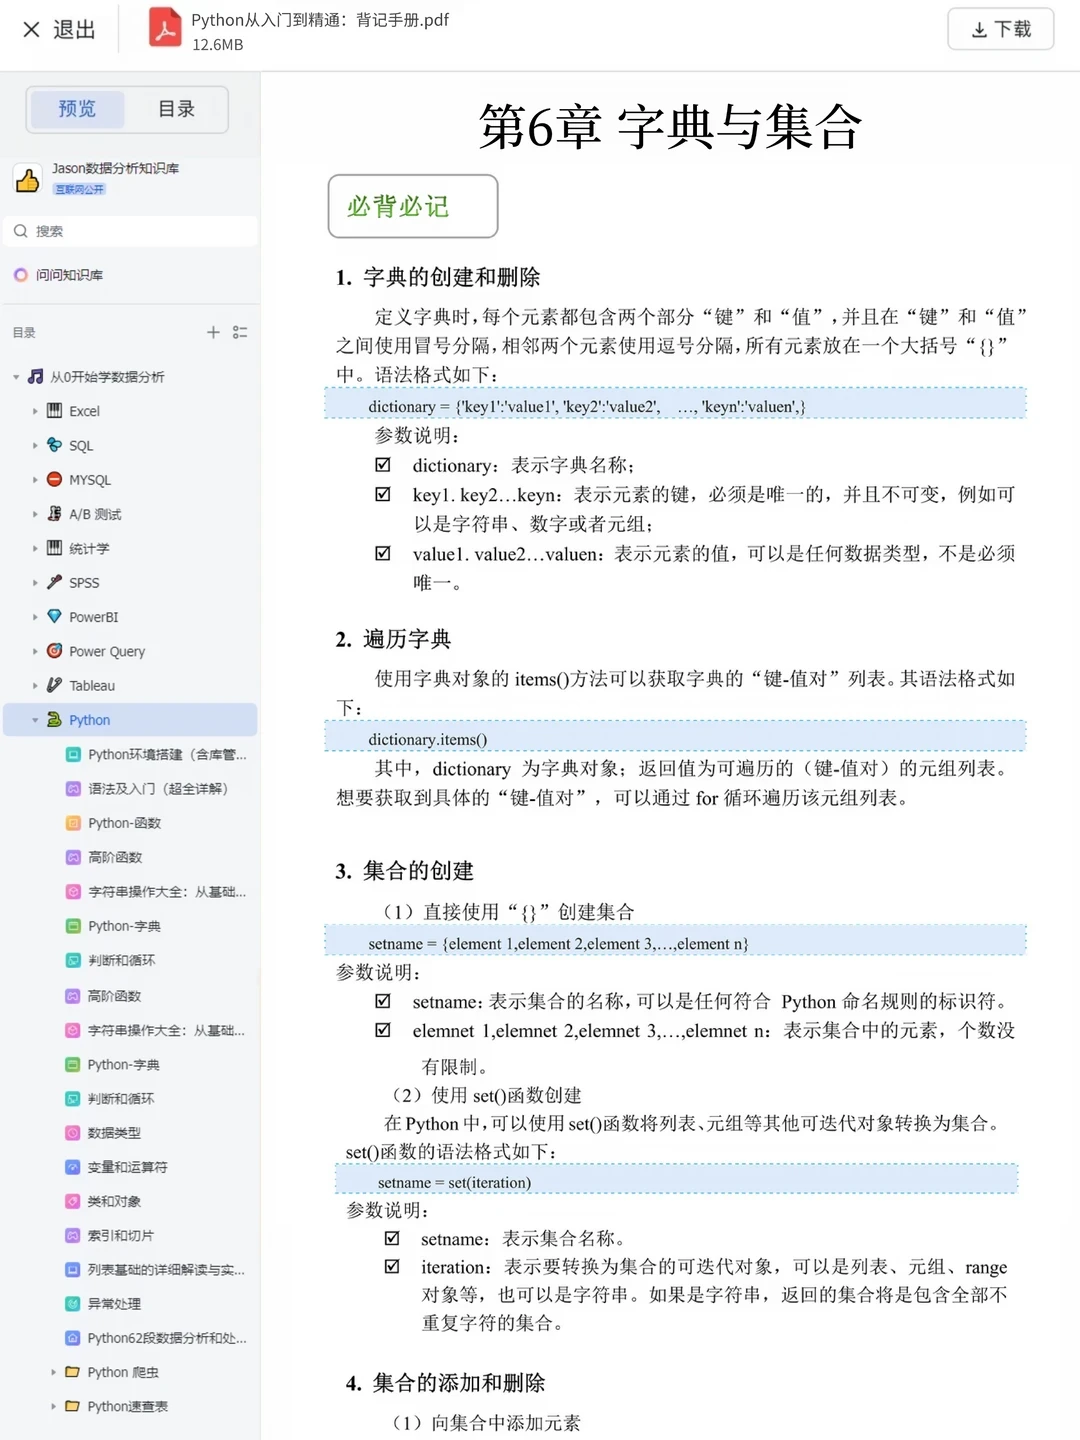 退出
Python从入门到精通：背记手册.pdf
12.6MB
下载
预览
目录
Jason数据分析知识库
互联网公开
搜索
问问知识库
目录
从0开始学数据分析
Excel
SQL
MYSQL
A/B 测试
统计学
SPSS
PowerBI
Power Query
Tableau
Python
Python环境搭建（含库管...
语法及入门（超全详解）
Python-函数
高阶函数
字符串操作大全：从基础...
Python-字典
判断和循环
高阶函数
字符串操作大全：从基础...
Python-字典
判断和循环
数据类型
变量和运算符
类和对象
索引和切片
列表基础的详细解读与实...
异常处理
Python62段数据分析和处...
Python 爬虫
Python速查表
第6章 字典与集合
必背必记
1. 字典的创建和删除
定义字典时，每个元素都包含两个部分“键”和“值”，并且在“键”和“值”
之间使用冒号分隔，相邻两个元素使用逗号分隔，所有元素放在一个大括号“{}”
中。语法格式如下：
dictionary = {'key1':'value1', 'key2':'value2', …, 'keyn':'valuen',}
参数说明：
☑ dictionary：表示字典名称；
☑ key1. key2…keyn：表示元素的键，必须是唯一的，并且不可变，例如可
以是字符串、数字或者元组；
☑ value1. value2…valuen：表示元素的值，可以是任何数据类型，不是必须
唯一。
2. 遍历字典
使用字典对象的 items()方法可以获取字典的“键-值对”列表。其语法格式如
下：
dictionary.items()
其中，dictionary 为字典对象；返回值为可遍历的（键-值对）的元组列表。
想要获取到具体的“键-值对”，可以通过 for 循环遍历该元组列表。
3. 集合的创建
（1）直接使用“{}”创建集合
setname = {element 1,element 2,element 3,…,element n}
参数说明：
☑ setname：表示集合的名称，可以是任何符合 Python 命名规则的标识符。
☑ elemnet 1,elemnet 2,elemnet 3,…,elemnet n：表示集合中的元素，个数没
有限制。
（2）使用 set()函数创建
在 Python 中，可以使用 set()函数将列表、元组等其他可迭代对象转换为集合。
set()函数的语法格式如下：
setname = set(iteration)
参数说明：
☑ setname：表示集合名称。
☑ iteration：表示要转换为集合的可迭代对象，可以是列表、元组、range
对象等，也可以是字符串。如果是字符串，返回的集合将是包含全部不
重复字符的集合。
4. 集合的添加和删除
（1）向集合中添加元素